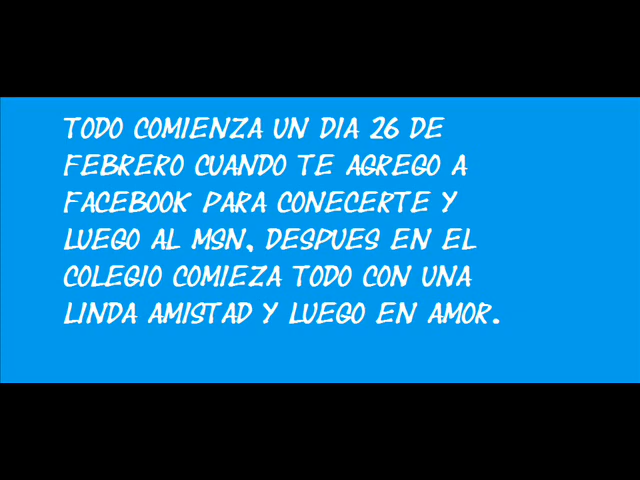 TODO COMIENZA UN DIA 26 DE
FEBRERO CUANDO TE AGREGO A
FACEBOOK PARA CONECERTE Y
LUEGO AL MSN, DESPUES EN EL
COLEGIO COMIEZA TODO CON UNA
LINDA AMISTAD Y LUEGO EN AMOR.